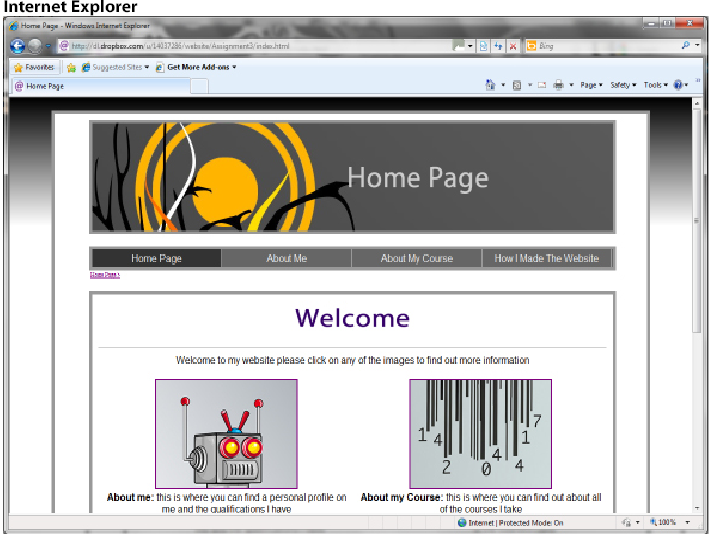 Internet Explorer
Home Page - Windows Internet Explorer
http://dl.dropbox.com/u/14037286/website/Assignment3/index.html
Bing
Favorites
Suggested Sites
Get More Add-ons
Home Page
Page
Safety
Tools
Home Page
Home Page
About Me
About My Course
How I Made The Website
Welcome
Welcome to my website please click on any of the images to find out more information
1 4 2 0 4 4 1 7
About me: this is where you can find a personal profile on
me and the qualifications I have
About my Course: this is where you can find out about all
of the courses I take
Internet | Protected Mode: On
100%